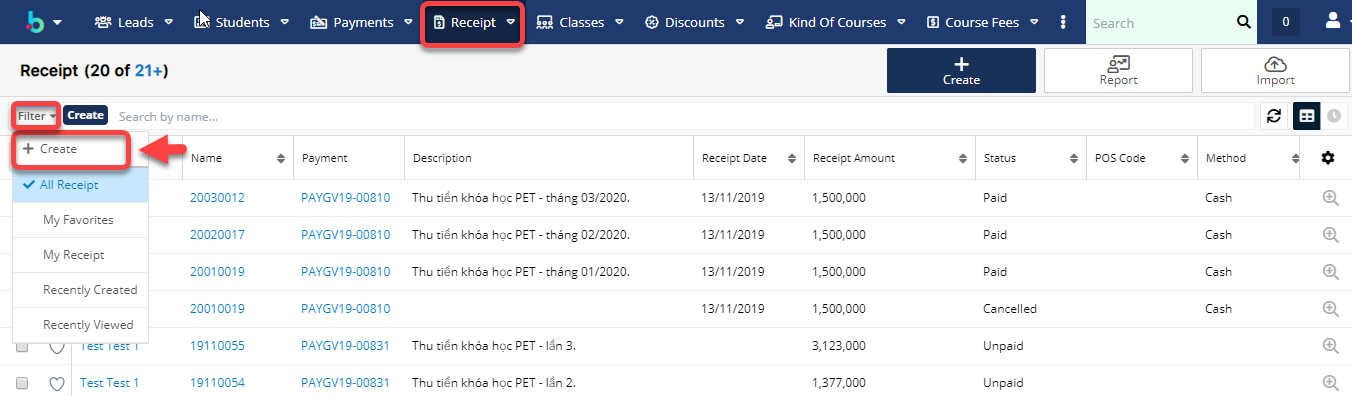 Leads Students Payments Receipt Classes Discounts Kind Of Courses Course Fees Search 0
Receipt (20 of 21+) Create Report Import
Filter Create Search by name...
Create
Name Payment Description Receipt Date Receipt Amount Status POS Code Method
All Receipt
20030012 PAYGV19-00810 Thu tiền khóa học PET - tháng 03/2020. 13/11/2019 1,500,000 Paid Cash
My Favorites
20020017 PAYGV19-00810 Thu tiền khóa học PET - tháng 02/2020. 13/11/2019 1,500,000 Paid Cash
My Receipt
20010019 PAYGV19-00810 Thu tiền khóa học PET - tháng 01/2020. 13/11/2019 1,500,000 Paid Cash
Recently Created
20010019 PAYGV19-00810 13/11/2019 1,500,000 Cancelled Cash
Recently Viewed
Test Test 1 19110055 PAYGV19-00831 Thu tiền khóa học PET - lần 3. 3,123,000 Unpaid
Test Test 1 19110054 PAYGV19-00831 Thu tiền khóa học PET - lần 2. 1,377,000 Unpaid